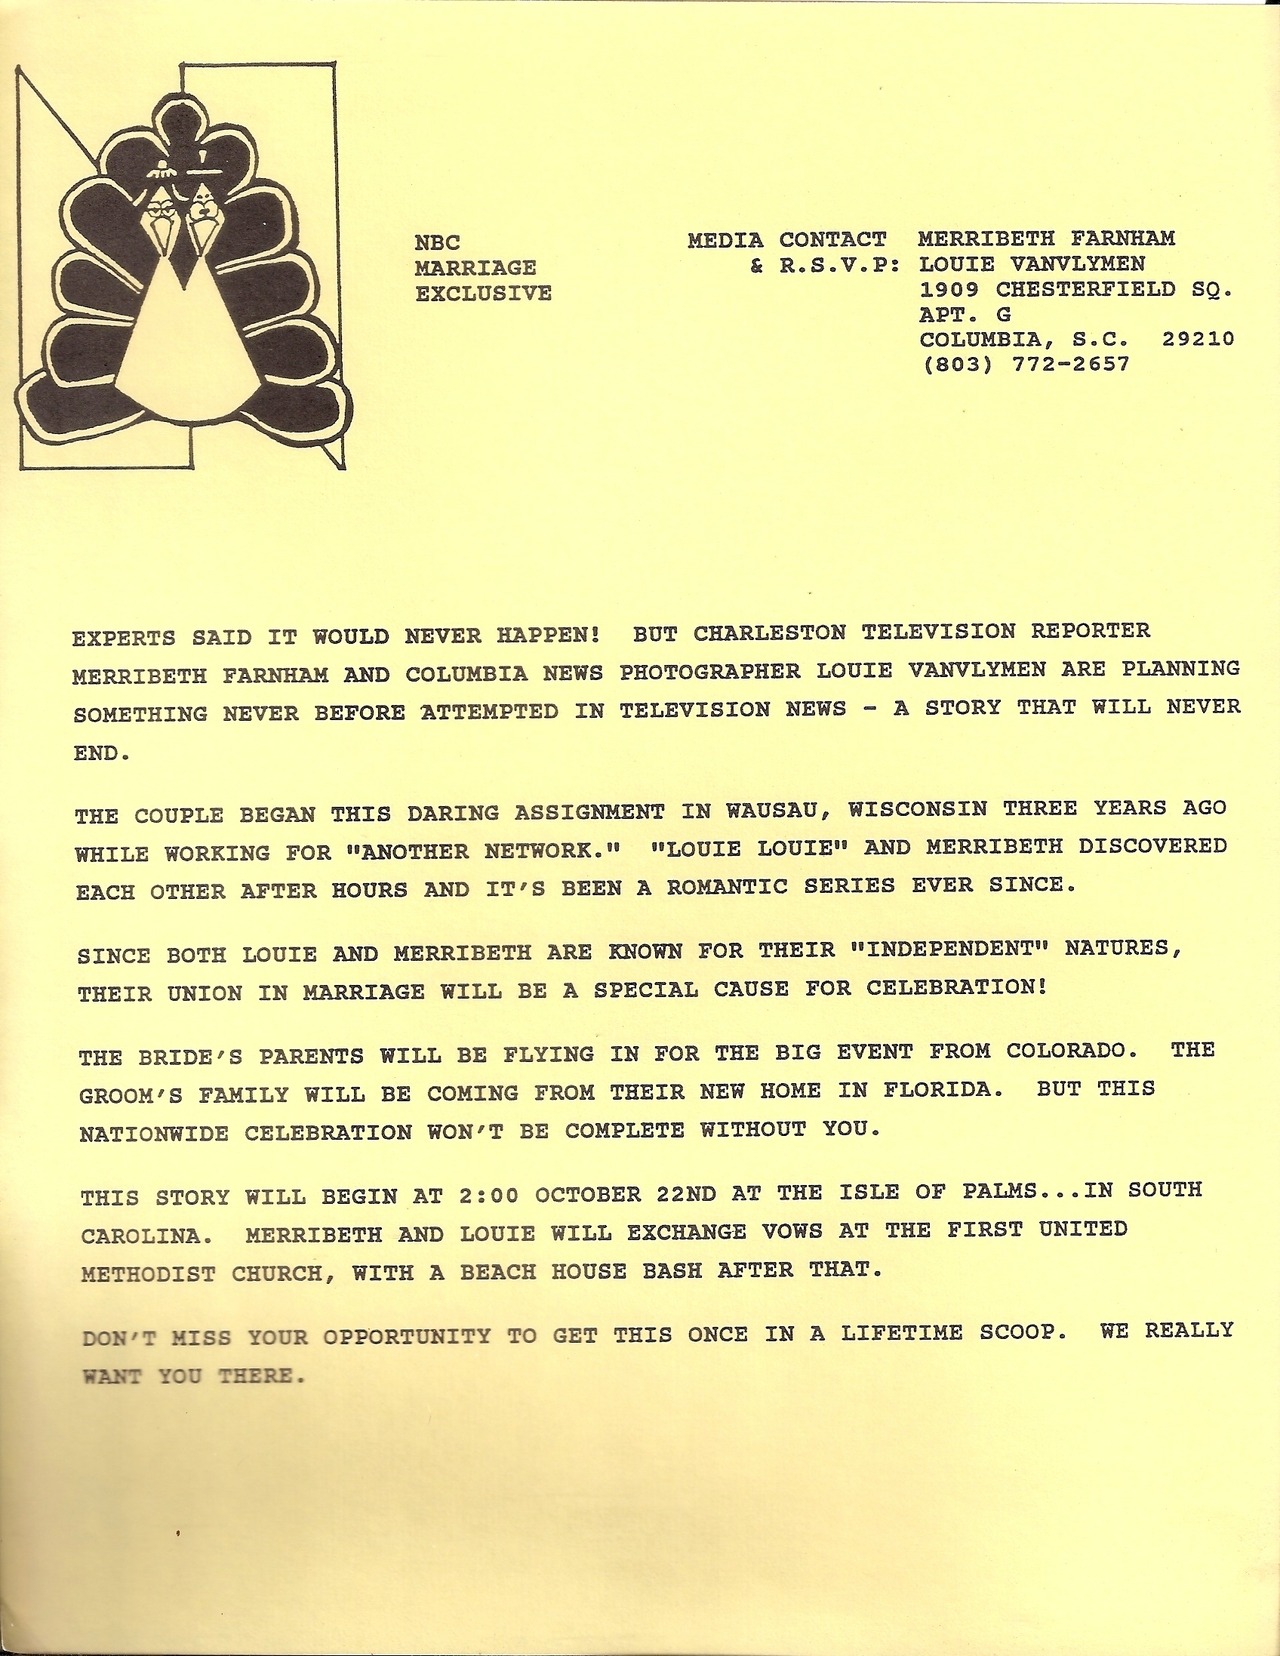 NBC
MARRIAGE
EXCLUSIVE
MEDIA CONTACT MERRIBETH FARNHAM
& R.S.V.P: LOUIE VANVLYMEN
1909 CHESTERFIELD SQ.
APT. G
COLUMBIA, S.C. 29210
(803) 772-2657
EXPERTS SAID IT WOULD NEVER HAPPEN! BUT CHARLESTON TELEVISION REPORTER
MERRIBETH FARNHAM AND COLUMBIA NEWS PHOTOGRAPHER LOUIE VANVLYMEN ARE PLANNING
SOMETHING NEVER BEFORE ATTEMPTED IN TELEVISION NEWS - A STORY THAT WILL NEVER
END.
THE COUPLE BEGAN THIS DARING ASSIGNMENT IN WAUSAU, WISCONSIN THREE YEARS AGO
WHILE WORKING FOR "ANOTHER NETWORK." "LOUIE LOUIE" AND MERRIBETH DISCOVERED
EACH OTHER AFTER HOURS AND IT'S BEEN A ROMANTIC SERIES EVER SINCE.
SINCE BOTH LOUIE AND MERRIBETH ARE KNOWN FOR THEIR "INDEPENDENT" NATURES,
THEIR UNION IN MARRIAGE WILL BE A SPECIAL CAUSE FOR CELEBRATION!
THE BRIDE'S PARENTS WILL BE FLYING IN FOR THE BIG EVENT FROM COLORADO. THE
GROOM'S FAMILY WILL BE COMING FROM THEIR NEW HOME IN FLORIDA. BUT THIS
NATIONWIDE CELEBRATION WON'T BE COMPLETE WITHOUT YOU.
THIS STORY WILL BEGIN AT 2:00 OCTOBER 22ND AT THE ISLE OF PALMS...IN SOUTH
CAROLINA. MERRIBETH AND LOUIE WILL EXCHANGE VOWS AT THE FIRST UNITED
METHODIST CHURCH, WITH A BEACH HOUSE BASH AFTER THAT.
DON'T MISS YOUR OPPORTUNITY TO GET THIS ONCE IN A LIFETIME SCOOP. WE REALLY
WANT YOU THERE.